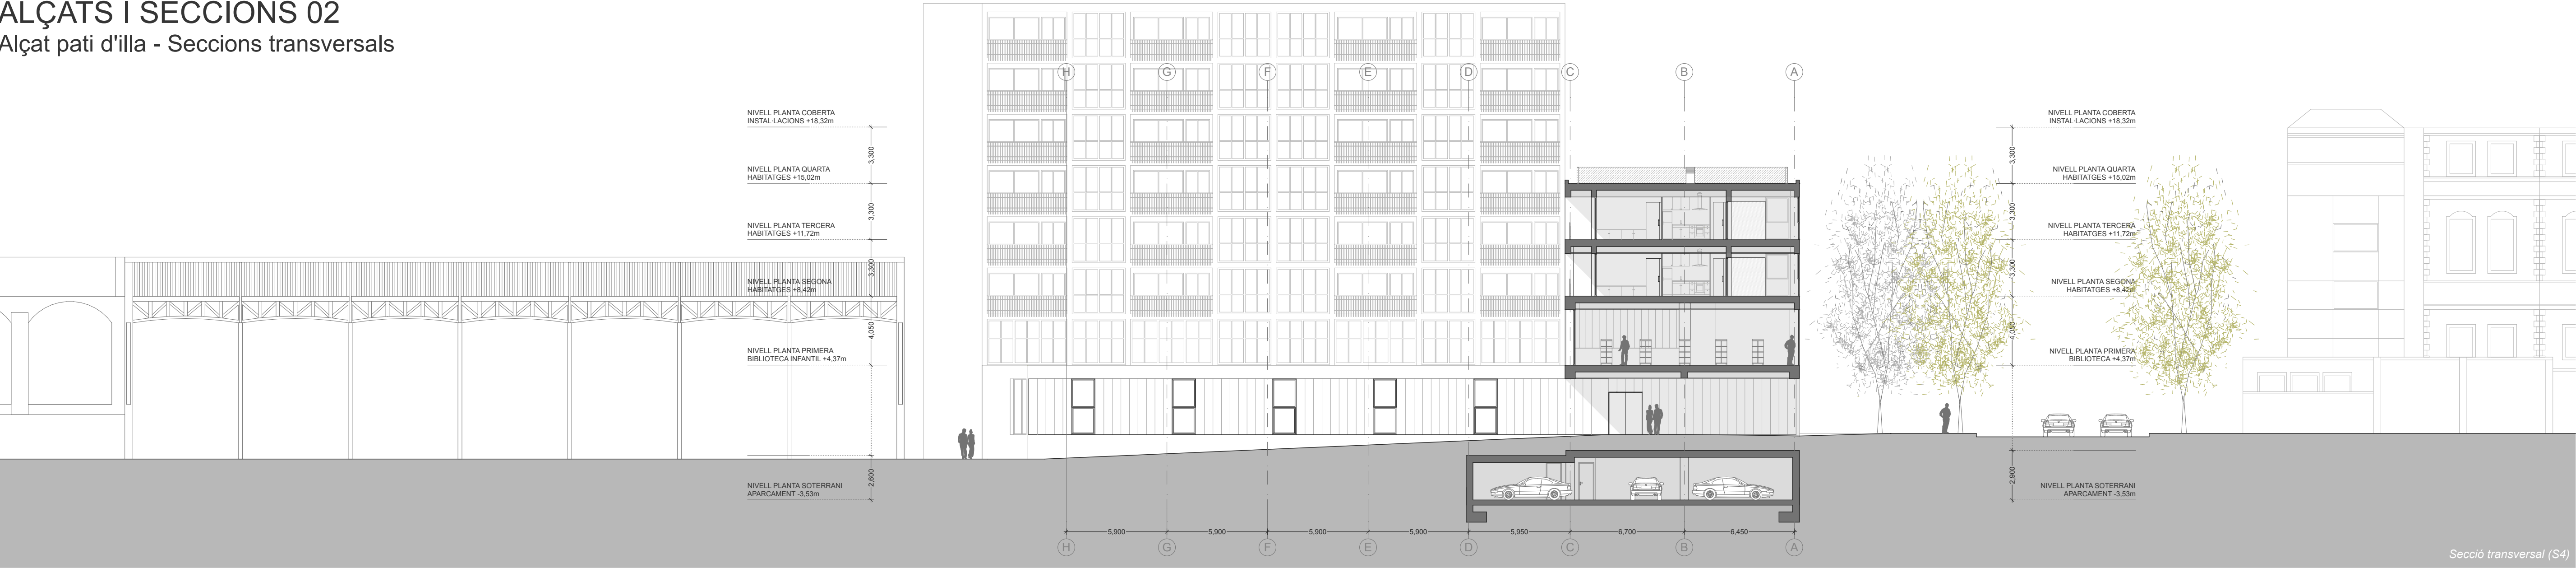 ALÇATS I SECCIONS 02
Alçat pati d'illa - Seccions transversals
H G F E D C B A
NIVELL PLANTA COBERTA
INSTAL·LACIONS +18,32m
3,300
NIVELL PLANTA QUARTA
HABITATGES +15,02m
3,300
NIVELL PLANTA TERCERA
HABITATGES +11,72m
3,300
NIVELL PLANTA SEGONA
HABITATGES +8,42m
4,050
NIVELL PLANTA PRIMERA
BIBLIOTECA INFANTIL +4,37m
2,600
NIVELL PLANTA SOTERRANI
APARCAMENT -3,53m
NIVELL PLANTA COBERTA
INSTAL·LACIONS +18,32m
3,300
NIVELL PLANTA QUARTA
HABITATGES +15,02m
3,300
NIVELL PLANTA TERCERA
HABITATGES +11,72m
3,300
NIVELL PLANTA SEGONA
HABITATGES +8,42m
4,050
NIVELL PLANTA PRIMERA
BIBLIOTECA +4,37m
2,900
NIVELL PLANTA SOTERRANI
APARCAMENT -3,53m
5,900 5,900 5,900 5,900 5,950 6,700 6,450
H G F E D C B A
Secció transversal (S4)